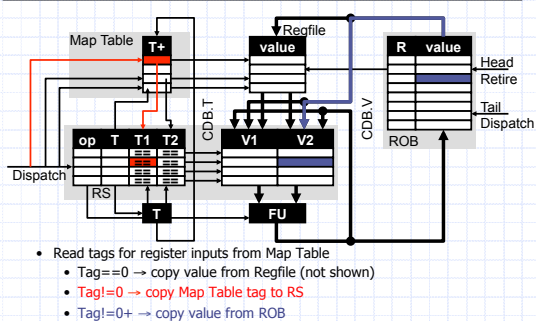 Map Table
T+
Regfile
value
R value
Head
Retire
Tail
Dispatch
ROB
CDB.T
CDB.V
op T T1 T2
== ==
== ==
== ==
== ==
V1 V2
Dispatch
RS
T
FU
• Read tags for register inputs from Map Table
• Tag==0 → copy value from Regfile (not shown)
• Tag!=0 → copy Map Table tag to RS
• Tag!=0+ → copy value from ROB